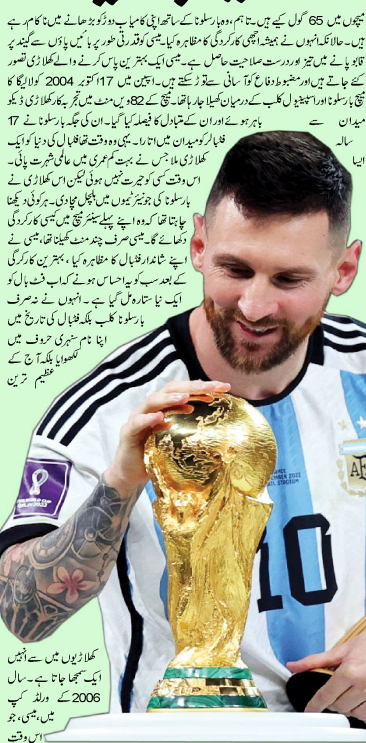 میچوں میں 65 گول کیے ہیں۔ تاہم، وہ بارسلونا کے ساتھ اپنی کامیاب دوڑ کو بڑھانے میں ناکام رہے
ہیں۔ حالانکہ انہوں نے ہمیشہ اچھی کارکردگی کا مظاہرہ کیا۔ میسی کو قدرتی طور پر بائیں پاؤں سے گیند پر
قابو پانے میں تیز اور درست صلاحیت حاصل ہے۔ میسی ایک بہترین پاس کرنے والے کھلاڑی تصور
کئے جاتے ہیں اور مضبوط دفاع کو آسانی سے توڑ سکتے ہیں۔ اسپین میں 17 اکتوبر 2004 کو لالیگا کا
میچ بارسلونا اور اسپینیول کلب کے درمیان کھیلا جا رہا تھا۔ میچ کے 82 ویں منٹ میں تجربہ کار کھلاڑی ڈیکو
میدان سے باہر ہوئے اور ان کے متبادل کا فیصلہ کیا گیا۔ ان کی جگہ بارسلونا نے 17
سالہ فٹبالر کو میدان میں اتارا۔ یہی وہ وقت تھا فٹبال کی دنیا کو ایک
ایسا کھلاڑی ملا جس نے بہت کم عمری میں عالمی شہرت پائی۔
اس وقت کسی کو حیرت نہیں ہوئی لیکن اس کھلاڑی نے
بارسلونا کی جونیئر ٹیموں میں ہلچل مچا دی۔ ہر کوئی دیکھنا
چاہتا تھا کہ وہ اپنے پہلے سینئر میچ میں کیسی کارکردگی
دکھائے گا۔ میسی صرف چند منٹ کھیلنا تھا، میسی نے
اپنے شاندار فٹبال کا مظاہرہ کیا، بہترین کارکردگی
کے بعد سب کو یہ احساس ہونے کہ اب فٹ بال کو
ایک نیا ستارہ مل گیا ہے۔ انہوں نے نہ صرف
بارسلونا کلب بلکہ فٹبال کی تاریخ میں
اپنا نام سنہری حروف میں
لکھوایا بلکہ آج کے
عظیم ترین
10
کھلاڑیوں میں سے انہیں
ایک سمجھا جاتا ہے۔ سال
2006 کے ورلڈ کپ
میں، میسی، جو
اس وقت